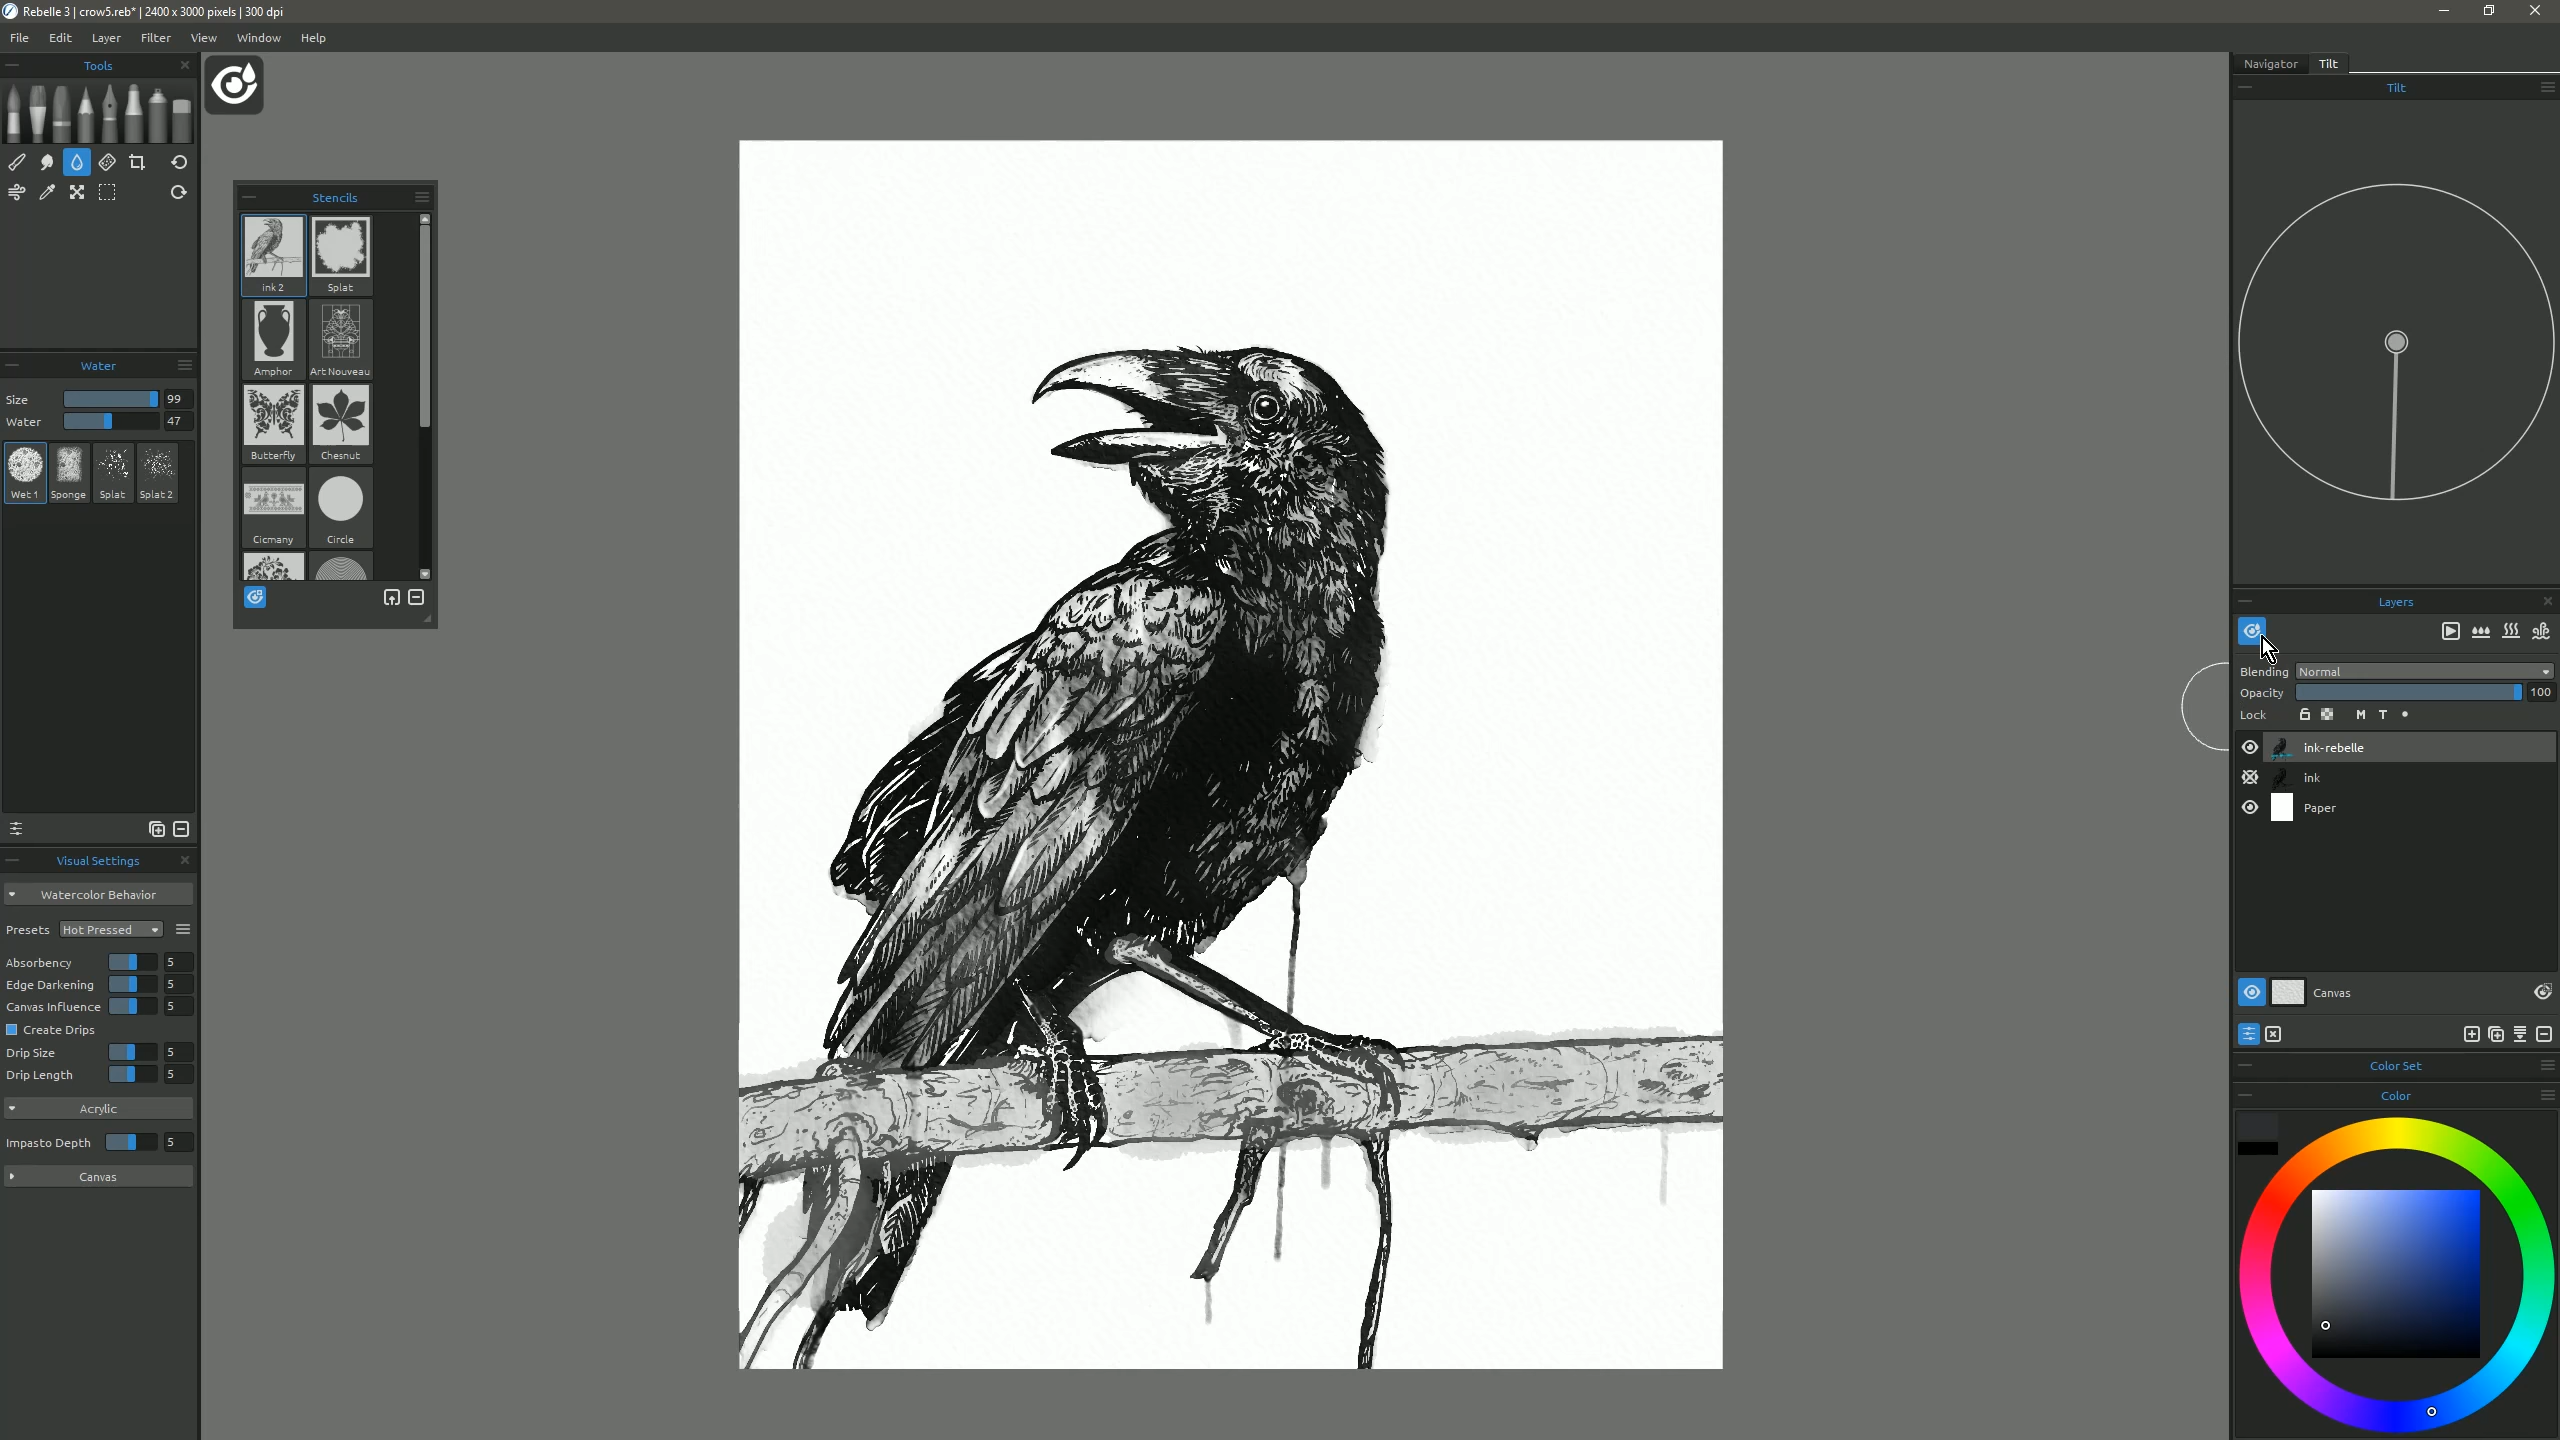 Rebelle 3 | crow5.reb* | 2400 x 3000 pixels | 300 dpi
File Edit Layer Filter View Window Help
Tools
Water
Size 99
Water 47
Wet 1 Sponge Splat Splat 2
Visual Settings
Watercolor Behavior
Presets Hot Pressed
Absorbency 5
Edge Darkening 5
Canvas Influence 5
Create Drips
Drip Size 5
Drip Length 5
Acrylic
Impasto Depth 5
Canvas
Stencils
ink 2 Splat
Amphor Art Nouveau
Butterfly Chesnut
Cicmany Circle
Navigator Tilt
Tilt
Layers
Blending Normal
Opacity 100
Lock M T
ink-rebelle
ink
Paper
Canvas
Color Set
Color